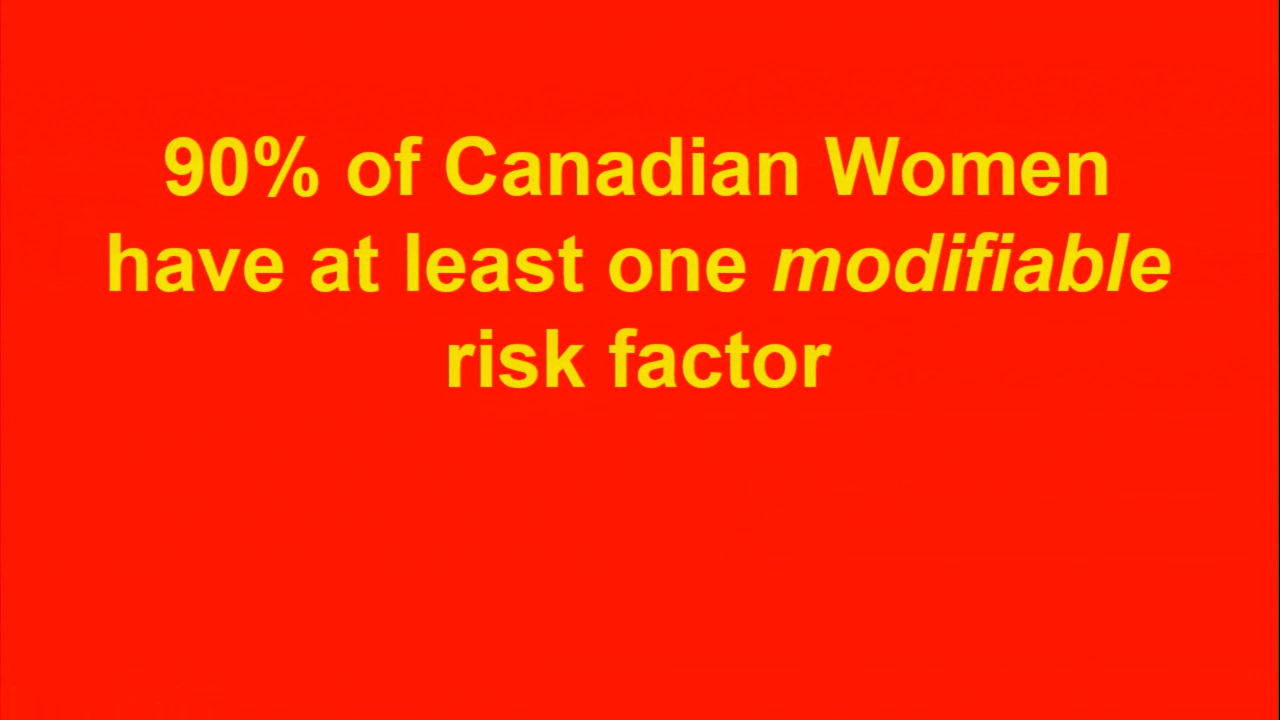 90% of Canadian Women
have at least one modifiable
risk factor